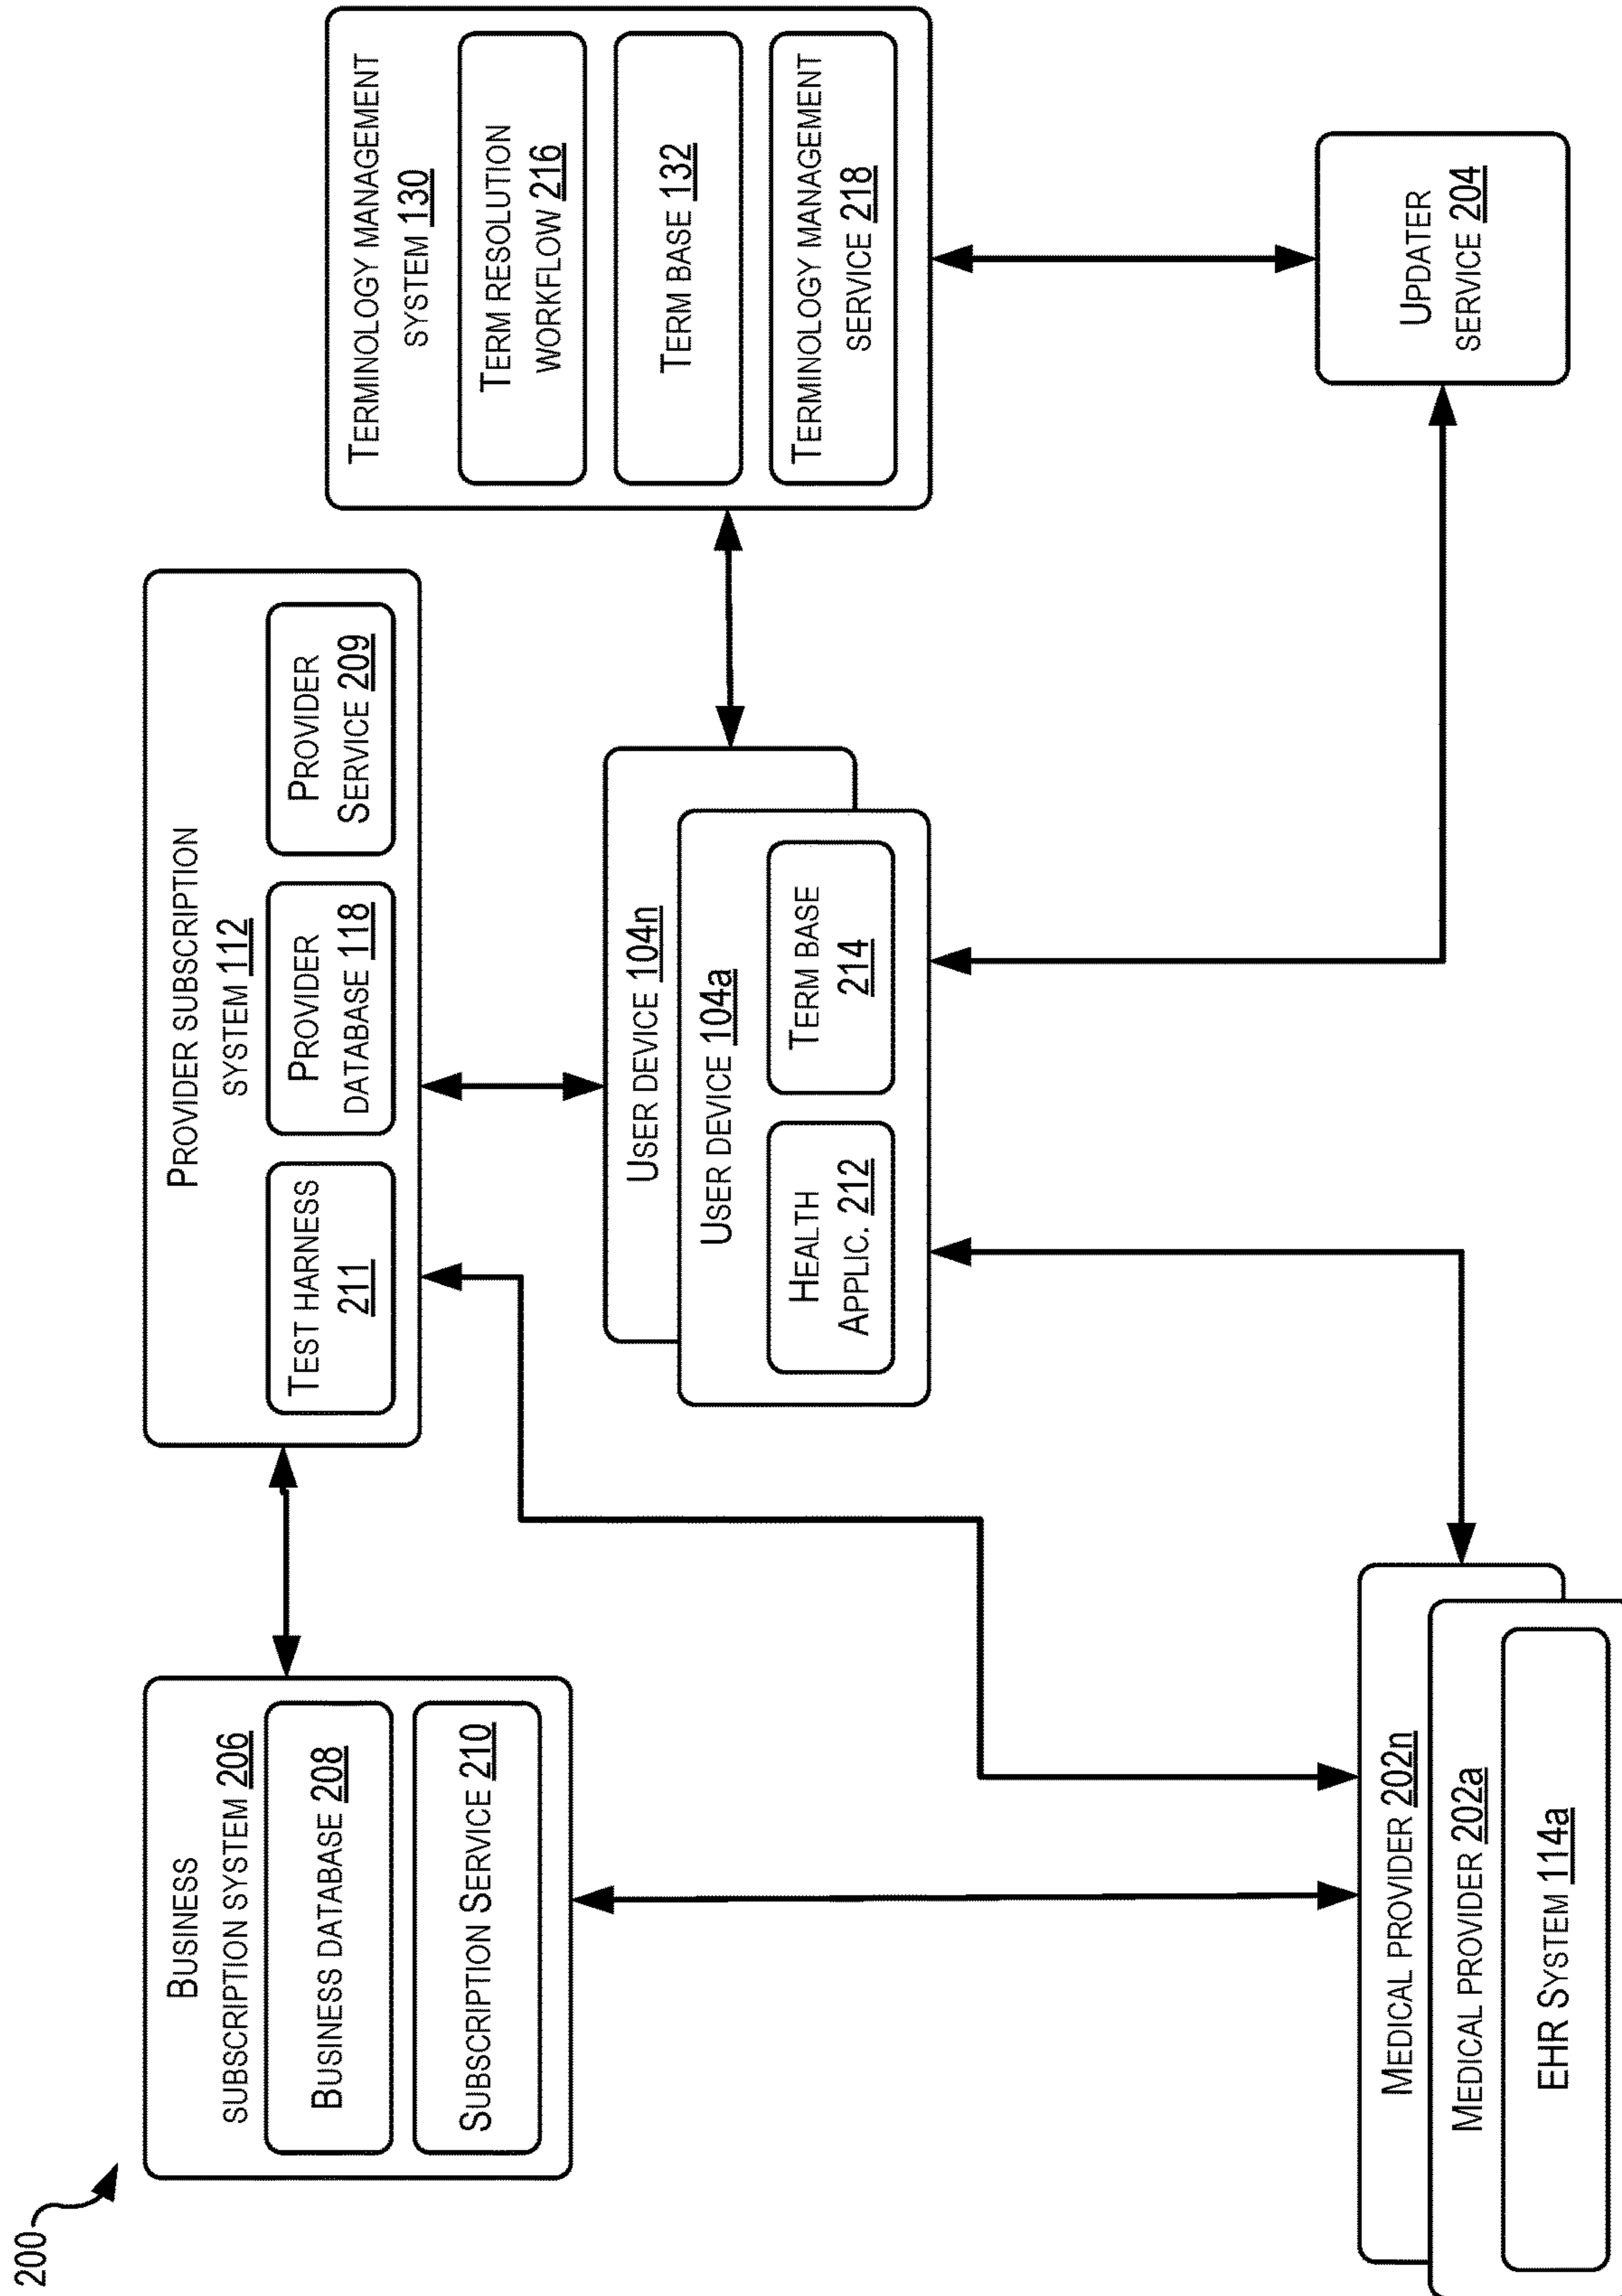 200
BUSINESS
SUBSCRIPTION SYSTEM 206
BUSINESS DATABASE 208
SUBSCRIPTION SERVICE 210
PROVIDER SUBSCRIPTION
SYSTEM 112
TEST HARNESS
211
PROVIDER
DATABASE 118
PROVIDER
SERVICE 209
TERMINOLOGY MANAGEMENT
SYSTEM 130
TERM RESOLUTION
WORKFLOW 216
TERM BASE 132
TERMINOLOGY MANAGEMENT
SERVICE 218
USER DEVICE 104n
USER DEVICE 104a
HEALTH
APPLIC. 212
TERM BASE
214
MEDICAL PROVIDER 202n
MEDICAL PROVIDER 202a
EHR SYSTEM 114a
UPDATER
SERVICE 204